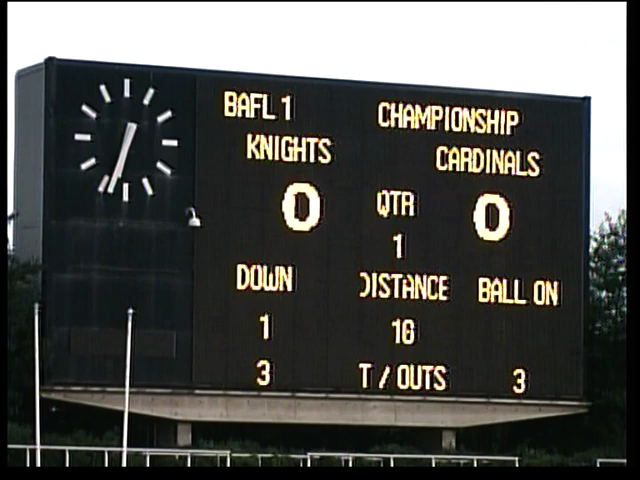 BAFL 1 CHAMPIONSHIP
KNIGHTS CARDINALS
0 QTR 0
1
DOWN DISTANCE BALL ON
1 10
3 T / OUTS 3